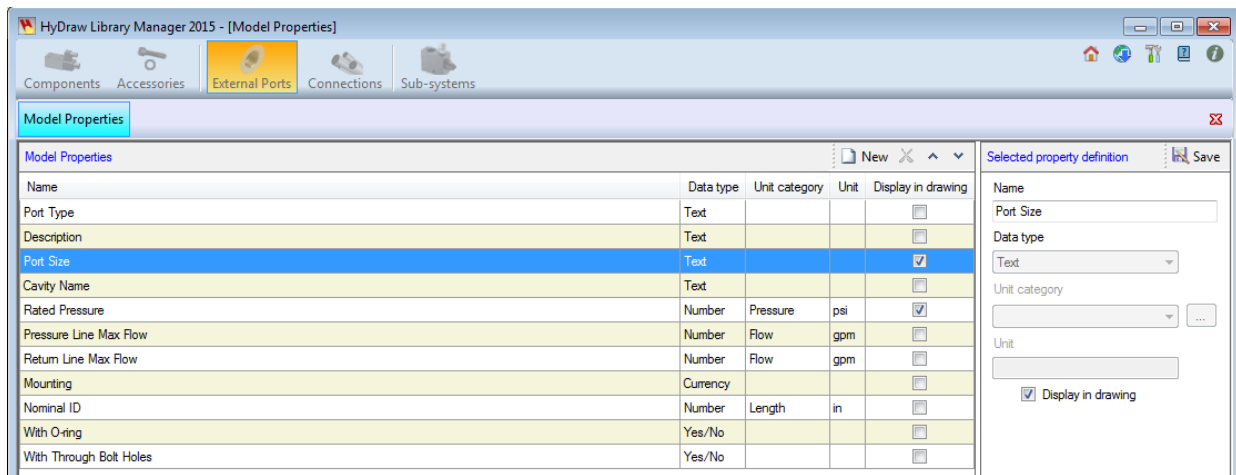 HyDraw Library Manager 2015 - [Model Properties]
Components Accessories External Ports Connections Sub-systems
Model Properties
Model Properties New Selected property definition Save
Name Data type Unit category Unit Display in drawing Name
Port Type Text Port Size
Description Text Data type
Port Size Text Text
Cavity Name Text Unit category
Rated Pressure Number Pressure psi ...
Pressure Line Max Flow Number Flow gpm Unit
Return Line Max Flow Number Flow gpm
Mounting Currency Display in drawing
Nominal ID Number Length in
With O-ring Yes/No
With Through Bolt Holes Yes/No